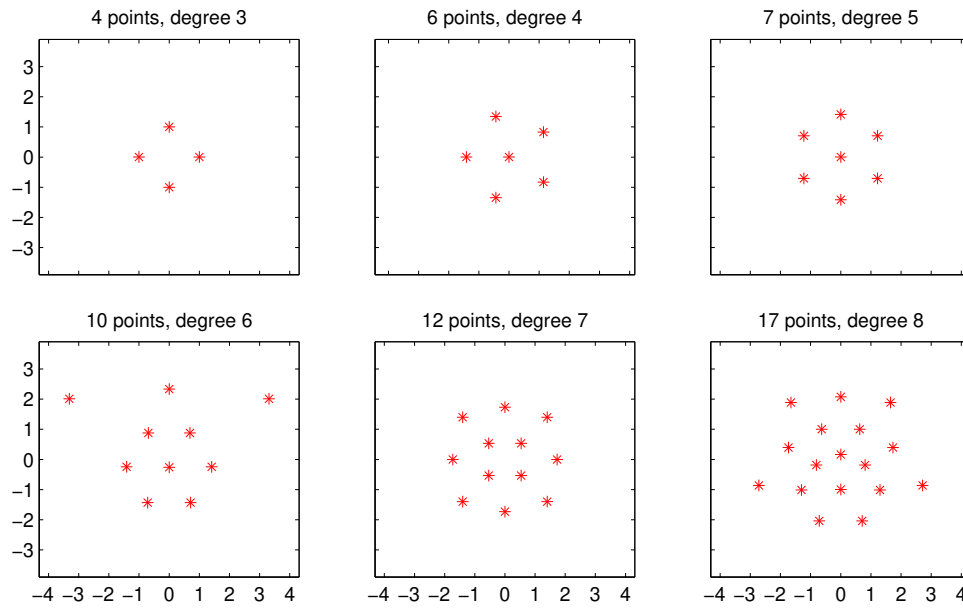 4 points, degree 3
6 points, degree 4
7 points, degree 5
3
2
1
0
−1
−2
−3
10 points, degree 6
12 points, degree 7
17 points, degree 8
3
2
1
0
−1
−2
−3
−4 −3 −2 −1 0 1 2 3 4
−4 −3 −2 −1 0 1 2 3 4
−4 −3 −2 −1 0 1 2 3 4